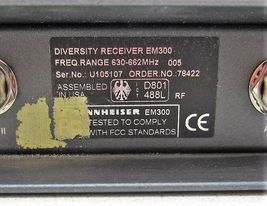 DIVERSITY RECEIVER EM300
FREQ.RANGE 630-662MHz 005
Ser.No.: U105107 ORDER.NO.:78422
ASSEMBLED D801
IN USA 488L RF
NNHEISER EM300
TESTED TO COMPLY
WITH FCC STANDARDS
CE